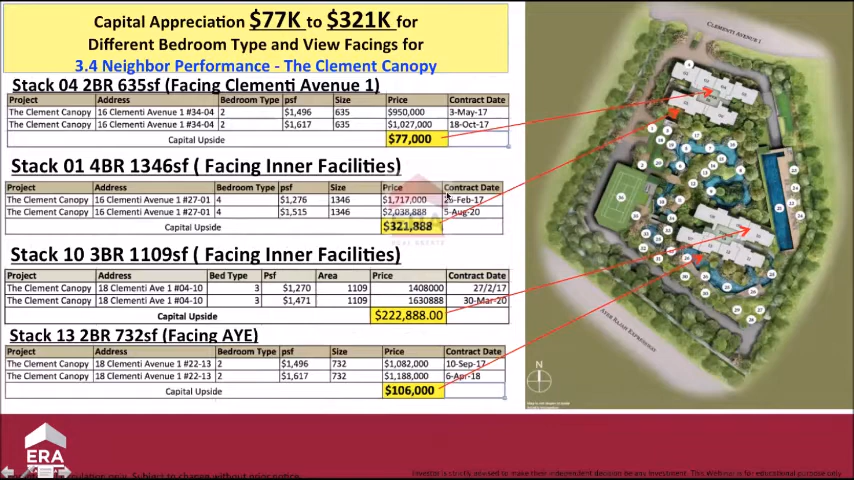 Capital Appreciation $77K to $321K for
Different Bedroom Type and View Facings for
3.4 Neighbor Performance - The Clement Canopy
Stack 04 2BR 635sf (Facing Clementi Avenue 1)
Project Address Bedroom Type psf Size Price Contract Date
The Clement Canopy 16 Clementi Avenue 1 #34-04 2 $1,496 635 $950,000 3-May-17
The Clement Canopy 16 Clementi Avenue 1 #34-04 2 $1,617 635 $1,027,000 18-Oct-17
Capital Upside $77,000
Stack 01 4BR 1346sf ( Facing Inner Facilities)
Project Address Bedroom Type psf Size Price Contract Date
The Clement Canopy 16 Clementi Avenue 1 #27-01 4 $1,276 1346 $1,717,000 26-Feb-17
The Clement Canopy 16 Clementi Avenue 1 #27-01 4 $1,515 1346 $2,038,888 5-Aug-20
Capital Upside $321,888
Stack 10 3BR 1109sf ( Facing Inner Facilities)
Project Address Bed Type Psf Area Price Contract Date
The Clement Canopy 18 Clementi Ave 1 #04-10 3 $1,270 1109 1408000 27/2/17
The Clement Canopy 18 Clementi Ave 1 #04-10 3 $1,471 1109 1630888 30-Mar-20
Capital Upside $222,888.00
Stack 13 2BR 732sf (Facing AYE)
Project Address Bedroom Type psf Size Price Contract Date
The Clement Canopy 18 Clementi Avenue 1 #22-13 2 $1,496 732 $1,082,000 10-Sep-17
The Clement Canopy 18 Clementi Avenue 1 #22-13 2 $1,617 732 $1,188,000 6-Apr-18
Capital Upside $106,000
CLEMENTI AVENUE 1
AYER RAJAH EXPRESSWAY
N
ERA
REAL ESTATE
ERA
Subject to change without prior notice
Investor is strictly advised to make their independent decision be any investment. This Webinar is for educational purpose only